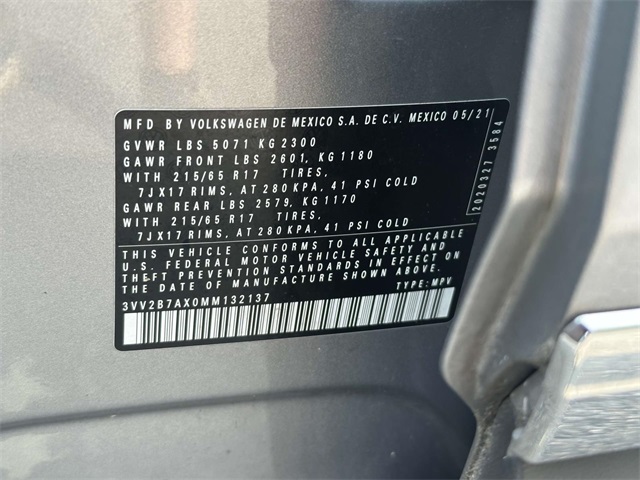 MFD BY VOLKSWAGEN DE MEXICO S.A. DE C.V. MEXICO 05/21
GVWR LBS 5071 KG 2300
GAWR FRONT LBS 2601, KG 1180
WITH 215/65 R17 TIRES,
7JX17 RIMS, AT 280 KPA, 41 PSI COLD
GAWR REAR LBS 2579, KG 1170
WITH 215/65 R17 TIRES,
7JX17 RIMS, AT 280 KPA, 41 PSI COLD
THIS VEHICLE CONFORMS TO ALL APPLICABLE
U.S. FEDERAL MOTOR VEHICLE SAFETY AND
THEFT PREVENTION STANDARDS IN EFFECT ON
THE DATE OF MANUFACTURE SHOWN ABOVE.
3VV2B7AX0MM132137 TYPE: MPV
2020327 3584